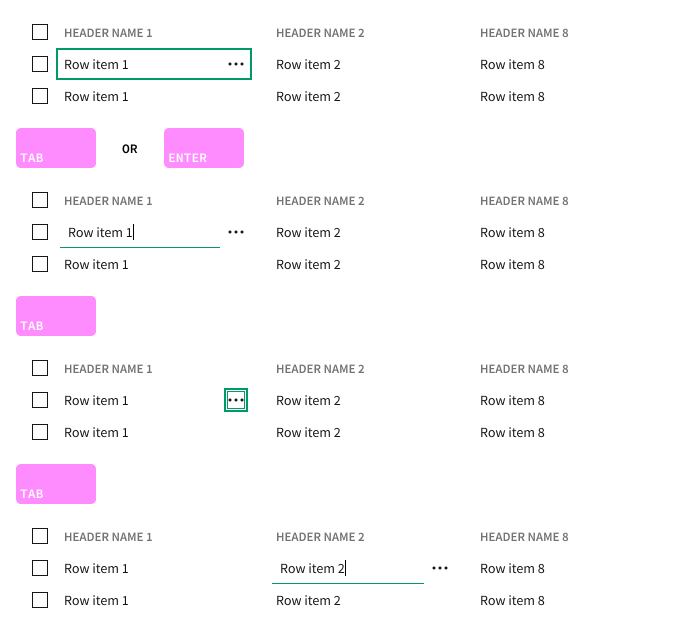 HEADER NAME 1 HEADER NAME 2 HEADER NAME 8
Row item 1 ••• Row item 2 Row item 8
Row item 1 Row item 2 Row item 8
TAB OR ENTER
HEADER NAME 1 HEADER NAME 2 HEADER NAME 8
Row item 1 ••• Row item 2 Row item 8
Row item 1 Row item 2 Row item 8
TAB
HEADER NAME 1 HEADER NAME 2 HEADER NAME 8
Row item 1 ••• Row item 2 Row item 8
Row item 1 Row item 2 Row item 8
TAB
HEADER NAME 1 HEADER NAME 2 HEADER NAME 8
Row item 1 Row item 2 ••• Row item 8
Row item 1 Row item 2 Row item 8